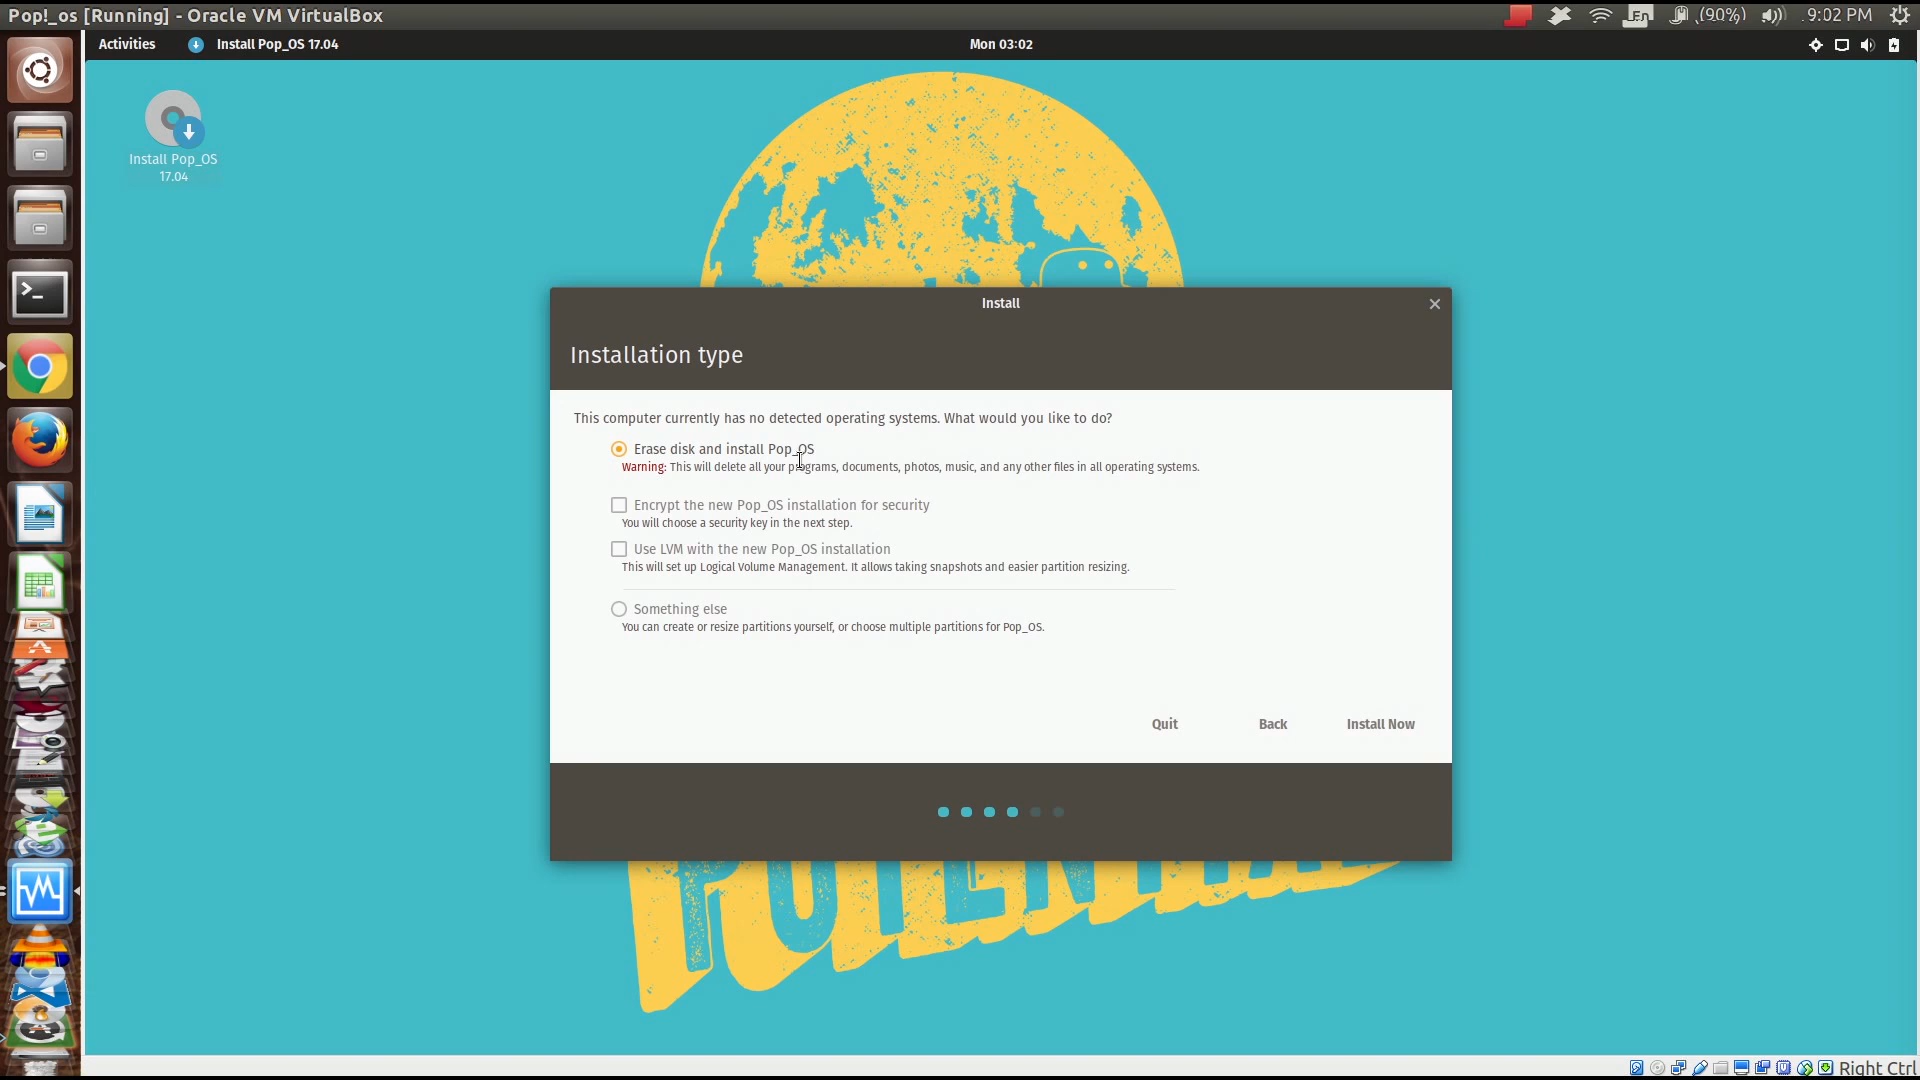 Pop!_os [Running] - Oracle VM VirtualBox
En
(90%)
9:02 PM
Activities
Install Pop_OS 17.04
Mon 03:02
Install Pop_OS
17.04
Install
Installation type
This computer currently has no detected operating systems. What would you like to do?
Erase disk and install Pop_OS
Warning: This will delete all your programs, documents, photos, music, and any other files in all operating systems.
Encrypt the new Pop_OS installation for security
You will choose a security key in the next step.
Use LVM with the new Pop_OS installation
This will set up Logical Volume Management. It allows taking snapshots and easier partition resizing.
Something else
You can create or resize partitions yourself, or choose multiple partitions for Pop_OS.
Quit
Back
Install Now
Right Ctrl